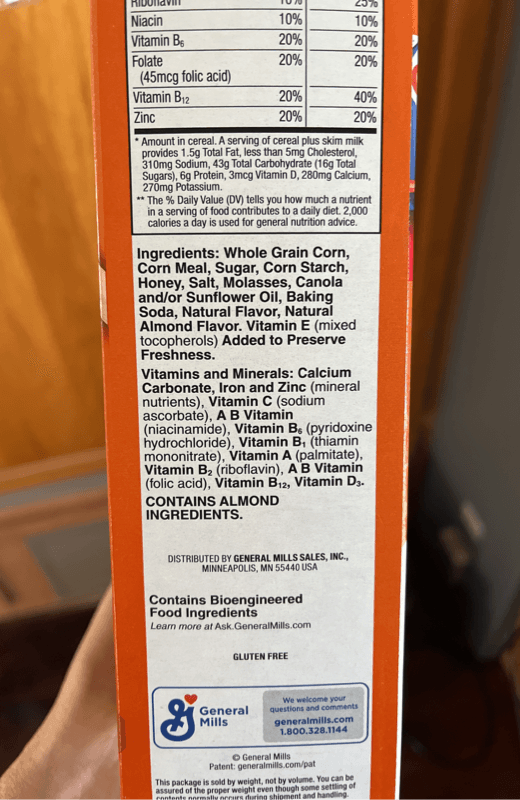 Riboflavin 10% 25%
Niacin 10% 10%
Vitamin B6 20% 20%
Folate 20% 20%
(45mcg folic acid)
Vitamin B12 20% 40%
Zinc 20% 20%
* Amount in cereal. A serving of cereal plus skim milk
provides 1.5g Total Fat, less than 5mg Cholesterol,
310mg Sodium, 43g Total Carbohydrate (16g Total
Sugars), 6g Protein, 3mcg Vitamin D, 280mg Calcium,
270mg Potassium.
** The % Daily Value (DV) tells you how much a nutrient
in a serving of food contributes to a daily diet. 2,000
calories a day is used for general nutrition advice.
Ingredients: Whole Grain Corn,
Corn Meal, Sugar, Corn Starch,
Honey, Salt, Molasses, Canola
and/or Sunflower Oil, Baking
Soda, Natural Flavor, Natural
Almond Flavor. Vitamin E (mixed
tocopherols) Added to Preserve
Freshness.
Vitamins and Minerals: Calcium
Carbonate, Iron and Zinc (mineral
nutrients), Vitamin C (sodium
ascorbate), A B Vitamin
(niacinamide), Vitamin B6 (pyridoxine
hydrochloride), Vitamin B1 (thiamin
mononitrate), Vitamin A (palmitate),
Vitamin B2 (riboflavin), A B Vitamin
(folic acid), Vitamin B12, Vitamin D3.
CONTAINS ALMOND
INGREDIENTS.
DISTRIBUTED BY GENERAL MILLS SALES, INC.,
MINNEAPOLIS, MN 55440 USA
Contains Bioengineered
Food Ingredients
Learn more at Ask.GeneralMills.com
GLUTEN FREE
General
Mills
We welcome your
questions and comments
generalmills.com
1.800.328.1144
© General Mills
Patent: generalmills.com/pat
This package is sold by weight, not by volume. You can be
assured of the proper weight even though some settling of
contents normally occurs during shipment and handling.